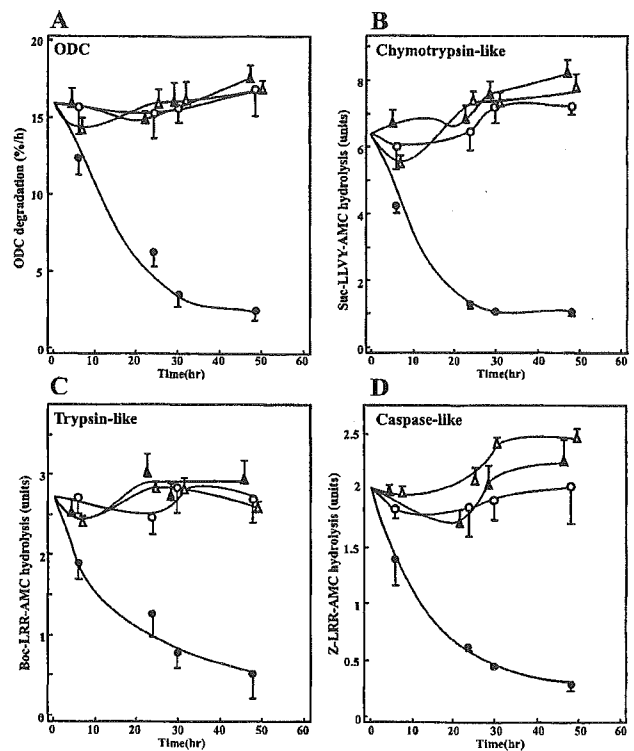 A
ODC
ODC degradation (%/h)
20
15
10
5
0
0 10 20 30 40 50 60
Time(hr)
B
Chymotrypsin-like
Suc-LLVY-AMC hydrolysis (units)
8
6
4
2
0
0 10 20 30 40 50 60
Time(hr)
C
Trypsin-like
Boc-LRR-AMC hydrolysis (units)
3
2
1
0
0 10 20 30 40 50 60
Time(hr)
D
Caspase-like
Z-LRR-AMC hydrolysis (units)
2.5
2
1.5
1
0.5
0
0 10 20 30 40 50 60
Time(hr)